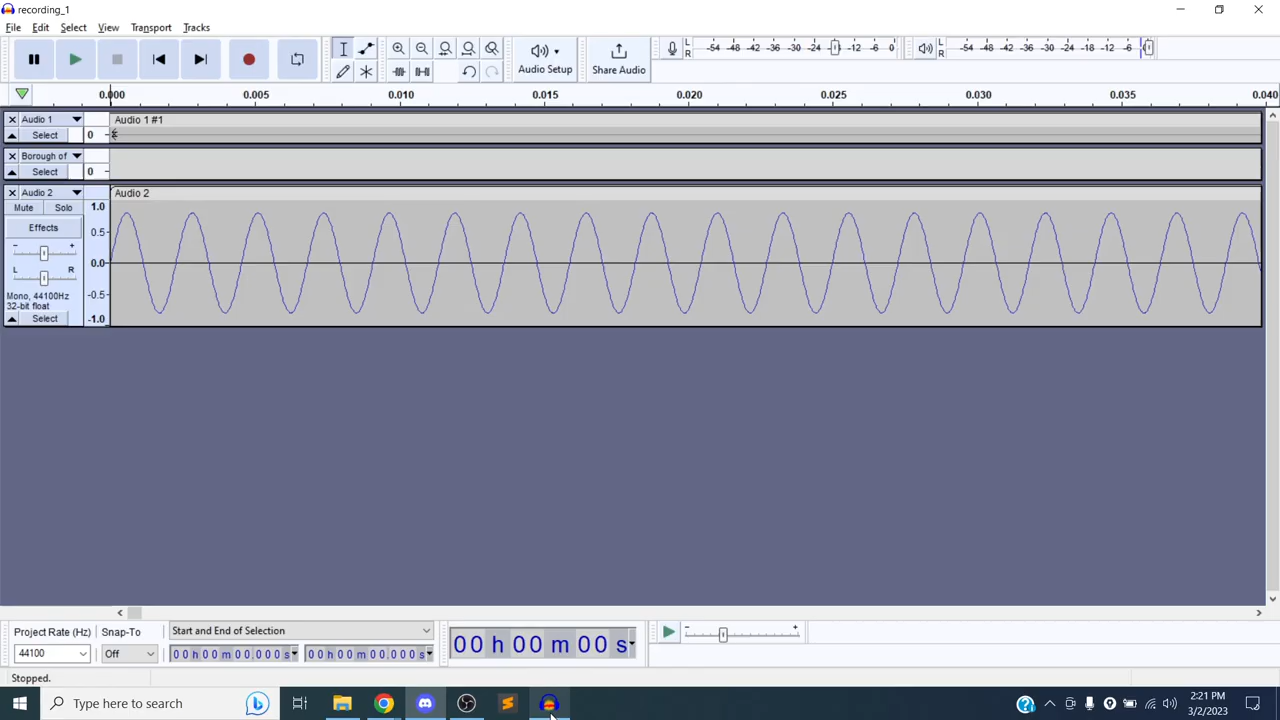 recording_1
File Edit Select View Transport Tracks
L -54 -48 -42 -36 -30 -24 -12 -6 0 L -54 -48 -42 -36 -30 -24 -18 -12 -6
R R
Audio Setup Share Audio
0.000 0.005 0.010 0.015 0.020 0.025 0.030 0.035 0.040
Audio 1 Audio 1 #1
Select 0
Borough of
Select 0
Audio 2 Audio 2
Mute Solo 1.0
Effects 0.5
- +
0.0
L R
Mono, 44100Hz -0.5
32-bit float
Select -1.0
Project Rate (Hz) Snap-To Start and End of Selection
44100 Off 00 h 00 m 00.000 s 00 h 00 m 00.000 s
00 h 00 m 00 s
- +
Stopped.
Type here to search
2:21 PM
3/2/2023